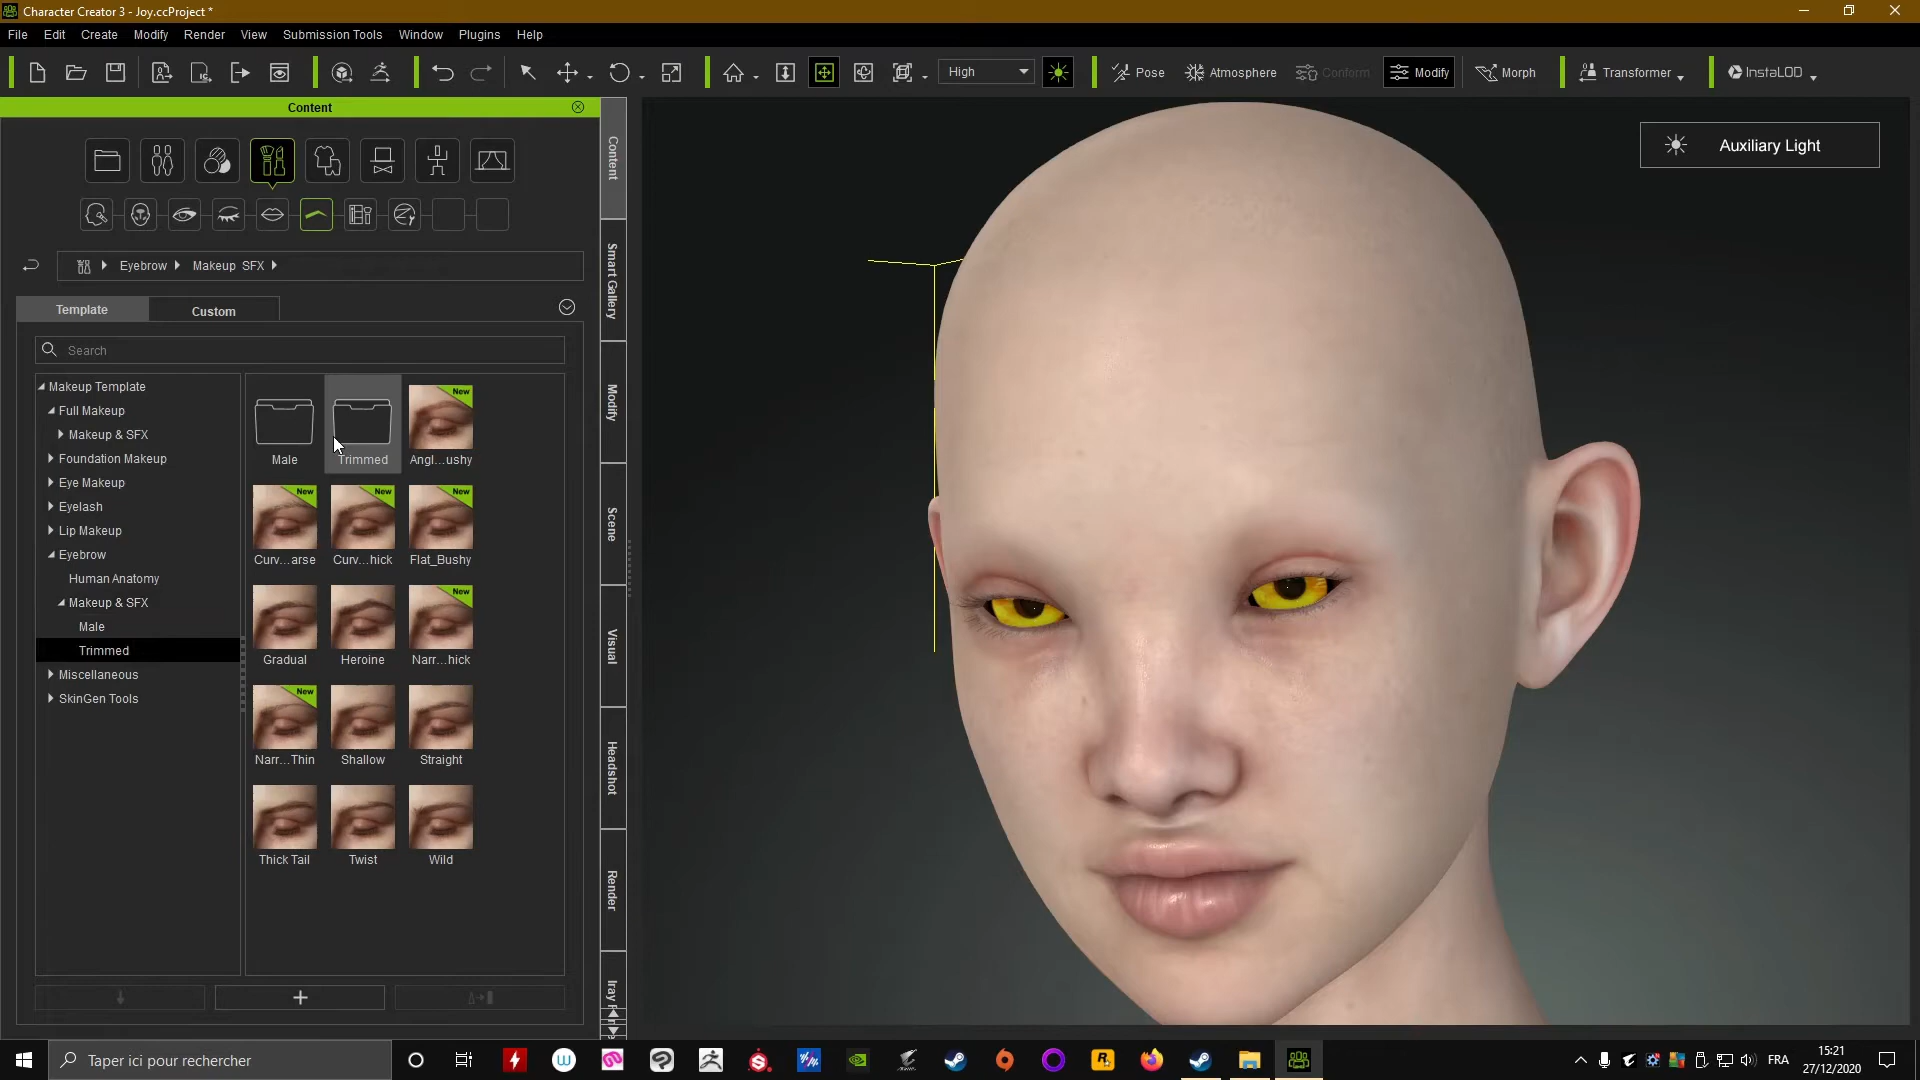 Character Creator 3 - Joy.ccProject *
File Edit Create Modify Render View Submission Tools Window Plugins Help
High Pose Atmosphere Conform Modify Morph Transformer InstaLOD
Content
Auxiliary Light
Eyebrow Makeup SFX
Template Custom
Search
Makeup Template
Full Makeup
Makeup & SFX
Foundation Makeup
Eye Makeup
Eyelash
Lip Makeup
Eyebrow
Human Anatomy
Makeup & SFX
Male
Trimmed
Miscellaneous
SkinGen Tools
New
Male Trimmed Angl...ushy
New New New
Curv...arse Curv...hick Flat_Bushy
New
Gradual Heroine Narr...hick
New
Narr...Thin Shallow Straight
Thick Tail Twist Wild
Content
Smart Gallery
Modify
Scene
Visual
Headshot
Render
Iray
Taper ici pour rechercher
FRA
15:21
27/12/2020